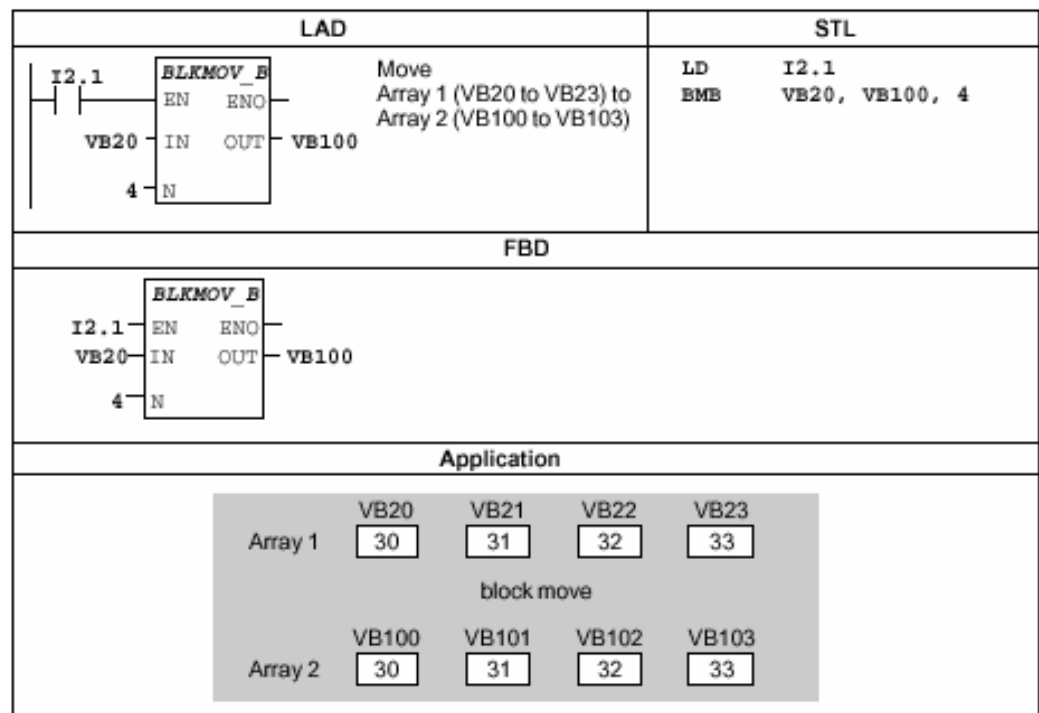 LAD
STL
I2.1
BLKMOV_B
EN ENO
VB20 IN OUT VB100
4 N
Move
Array 1 (VB20 to VB23) to
Array 2 (VB100 to VB103)
LD I2.1
BMB VB20, VB100, 4
FBD
BLKMOV_B
I2.1 EN ENO
VB20 IN OUT VB100
4 N
Application
VB20 VB21 VB22 VB23
Array 1 30 31 32 33
block move
VB100 VB101 VB102 VB103
Array 2 30 31 32 33